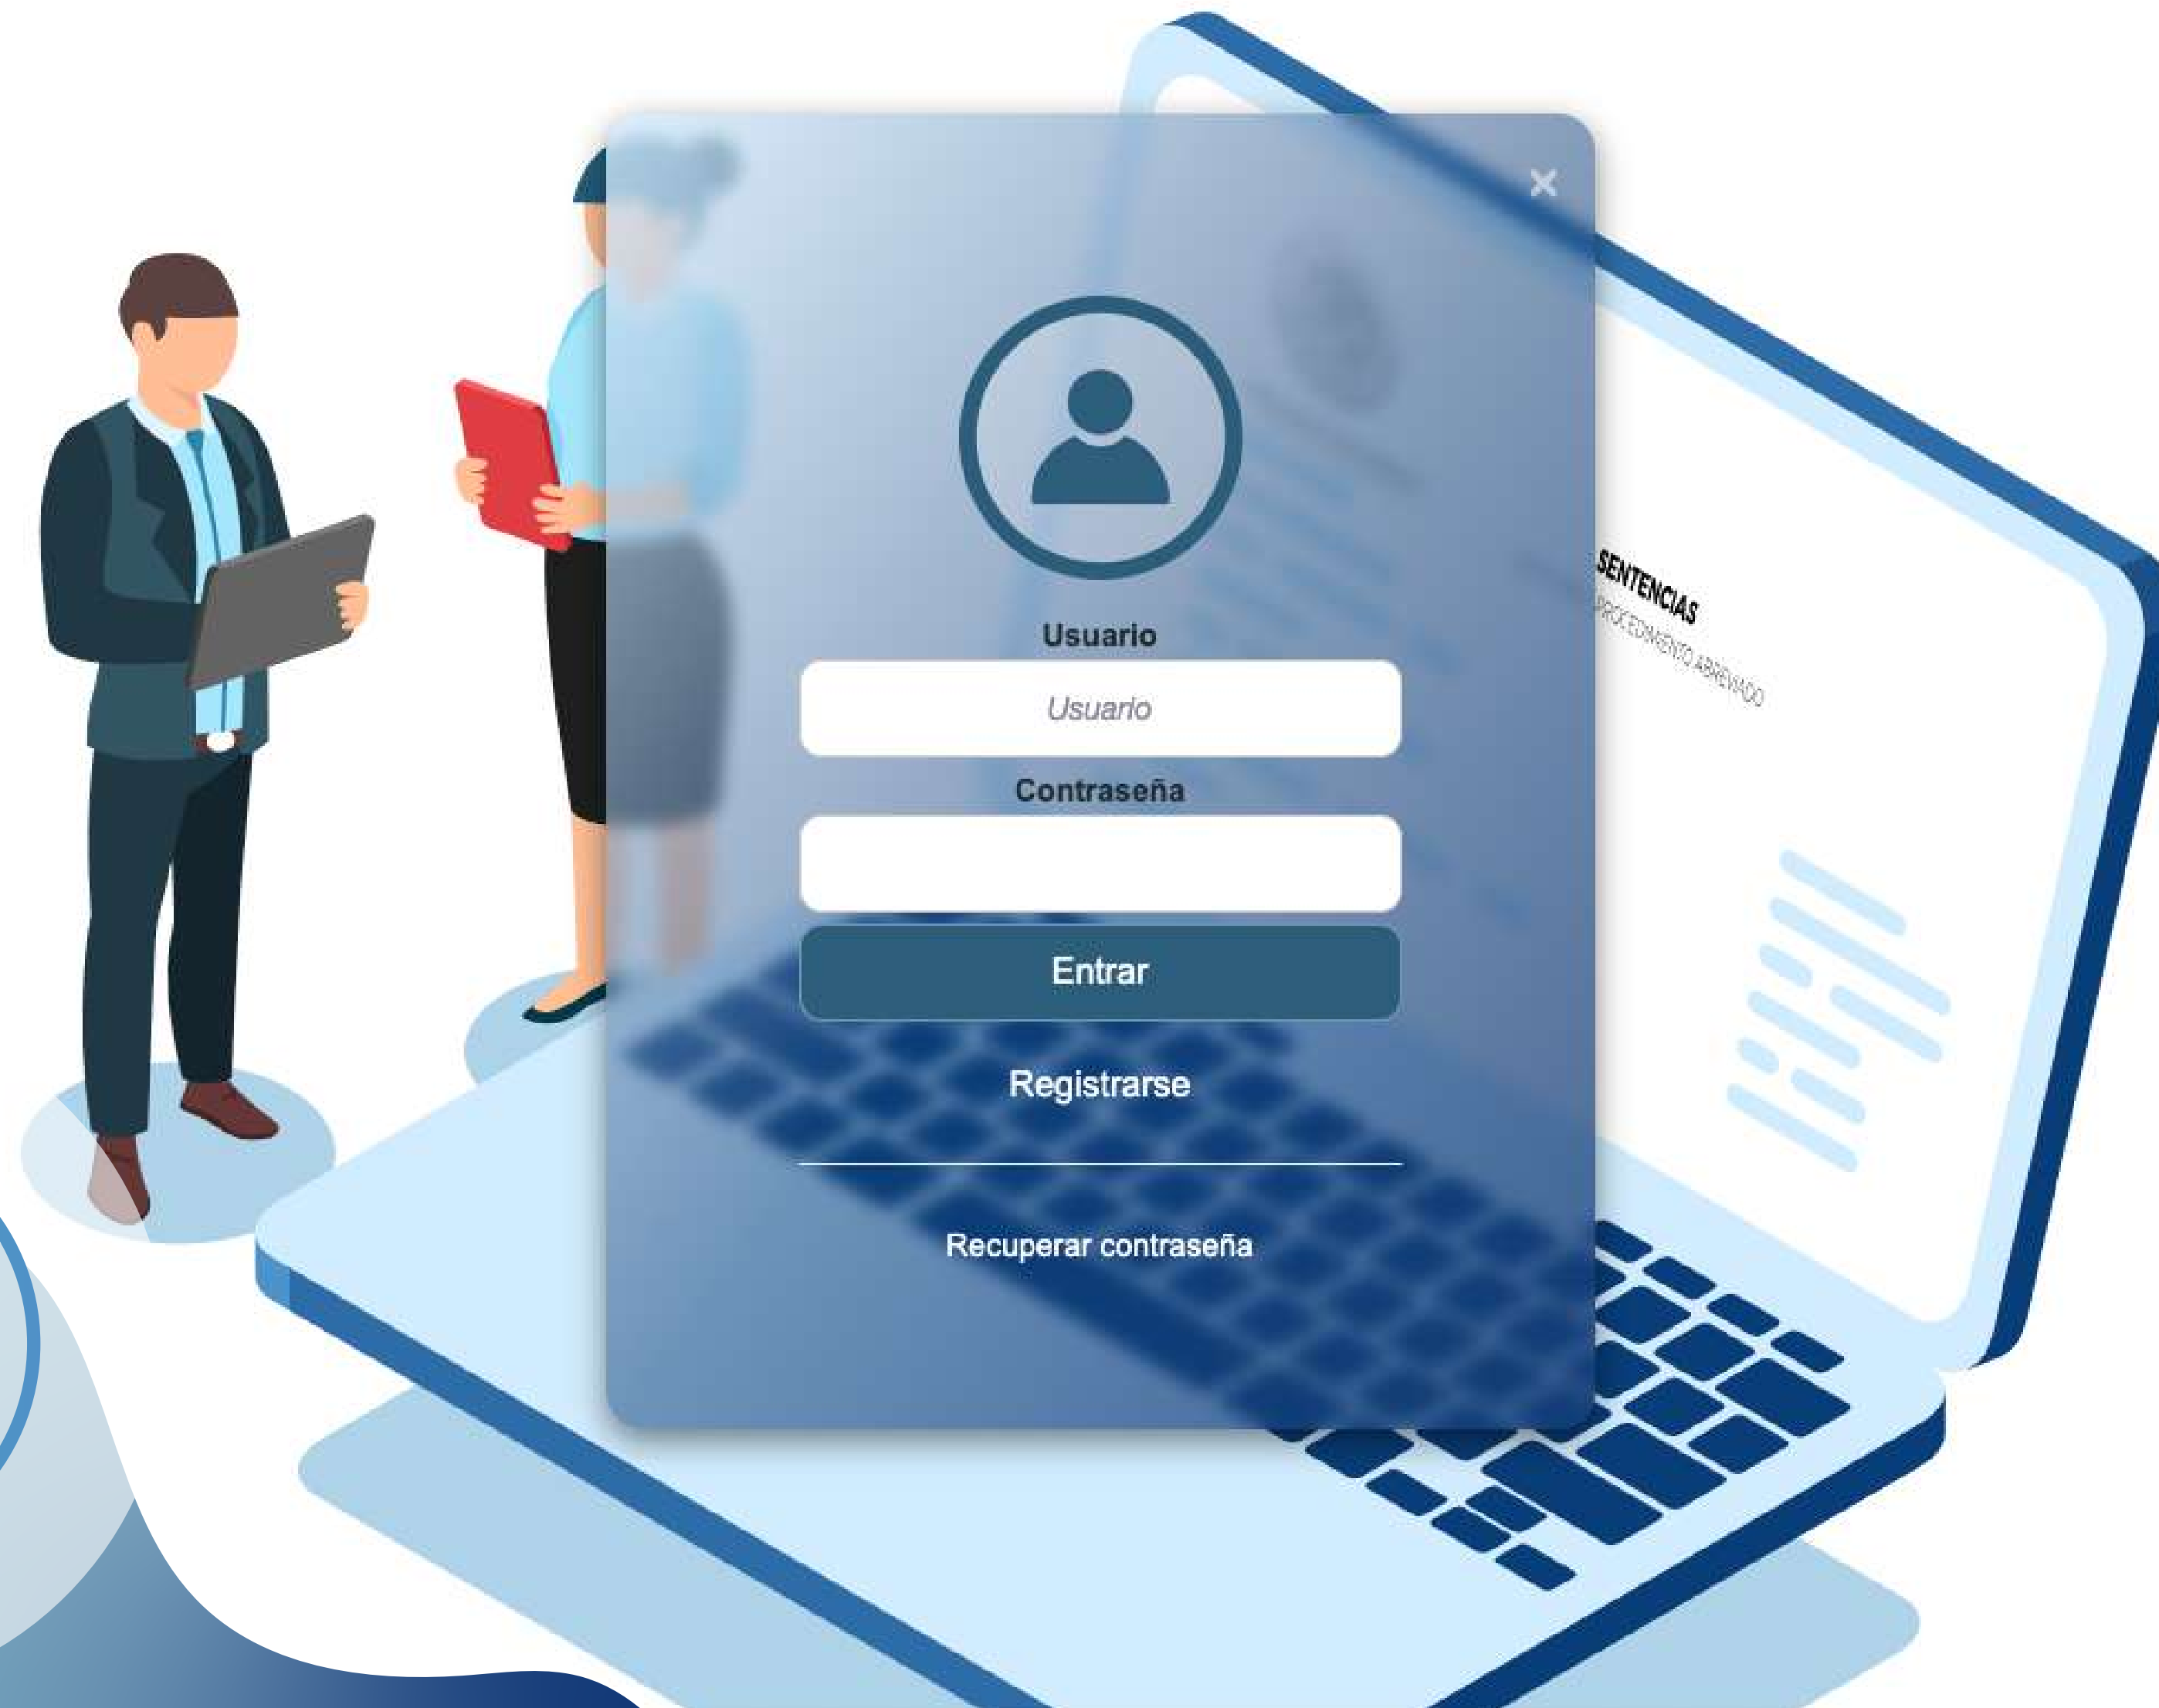 Usuario
Usuario
Contraseña
Entrar
Registrarse
Recuperar contraseña
SENTENCIAS
PROCEDIMIENTO ABREVIADO